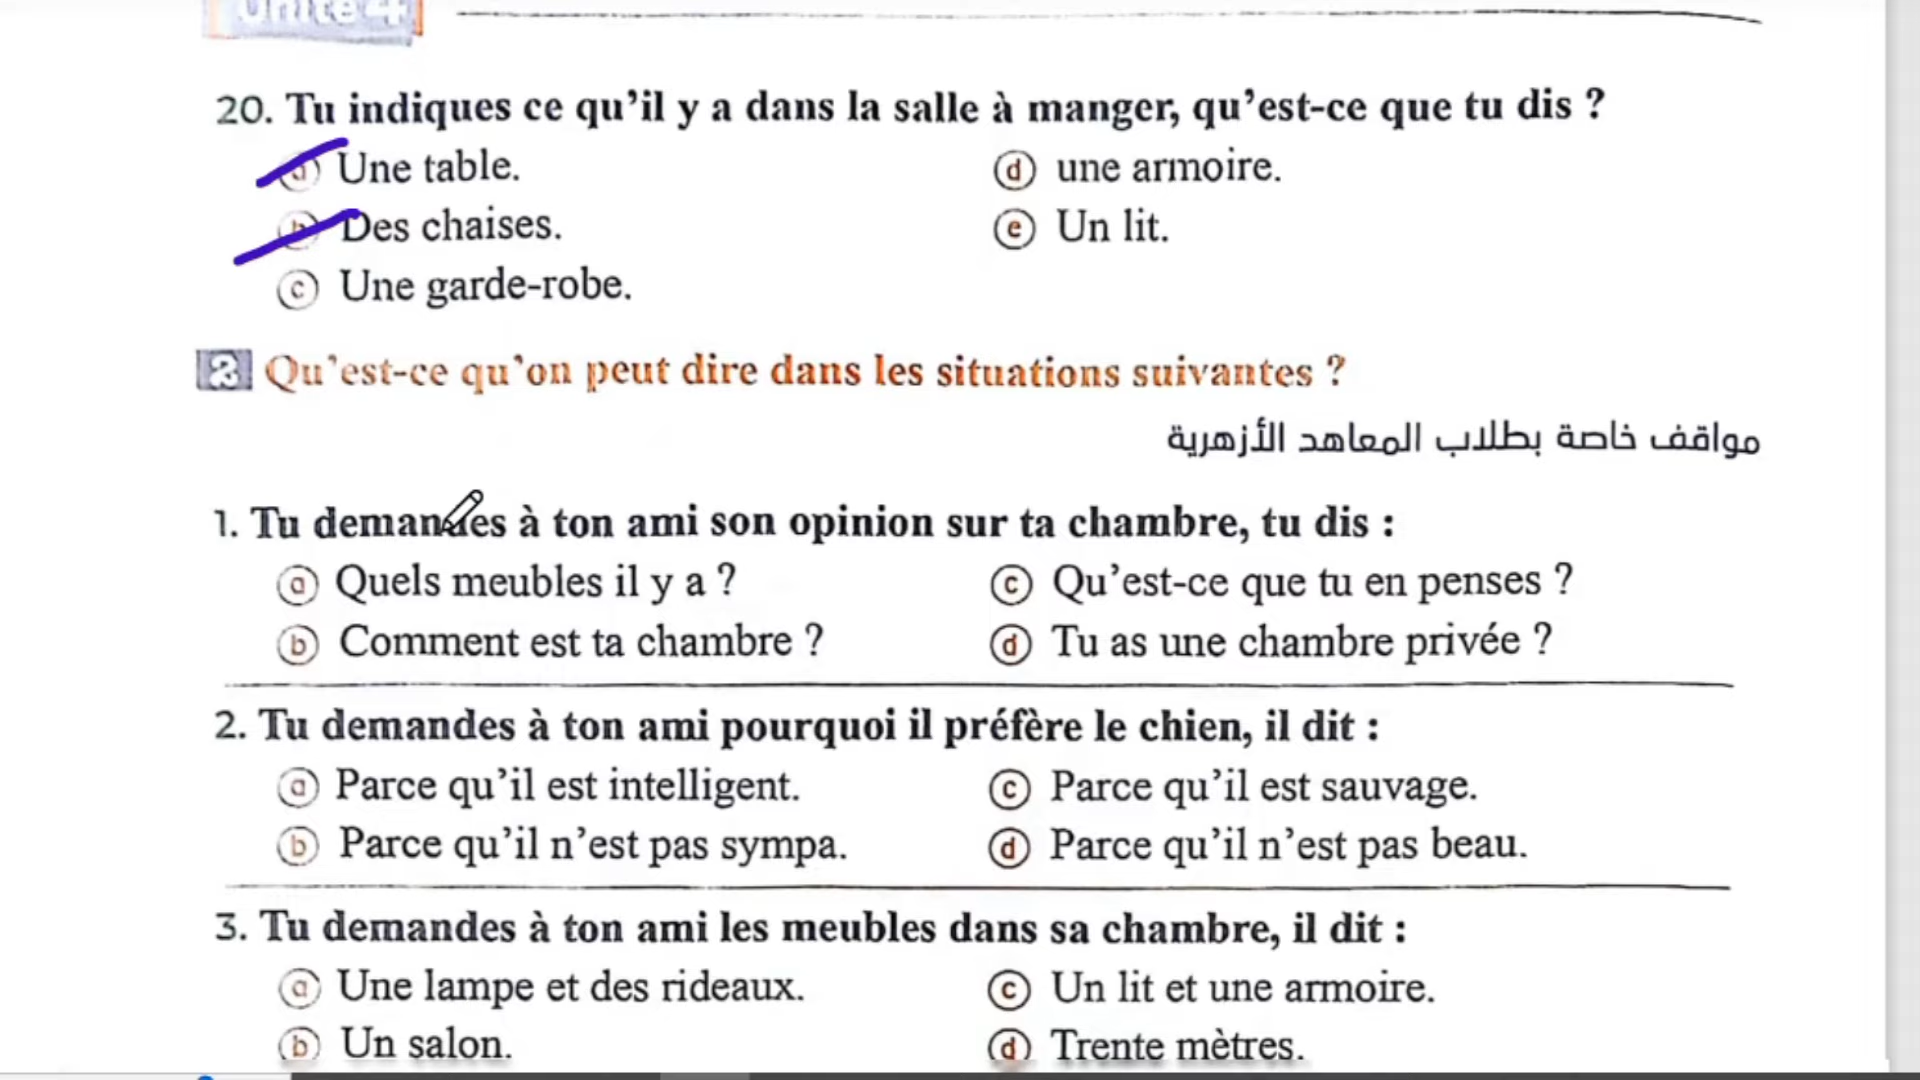 Unité 4
20. Tu indiques ce qu’il y a dans la salle à manger, qu’est-ce que tu dis ?
a Une table.
d une armoire.
b Des chaises.
e Un lit.
c Une garde-robe.
2 Qu’est-ce qu’on peut dire dans les situations suivantes ?
مواقف خاصة بطلاب المعاهد الأزهرية
1. Tu demandes à ton ami son opinion sur ta chambre, tu dis :
a Quels meubles il y a ?
c Qu’est-ce que tu en penses ?
b Comment est ta chambre ?
d Tu as une chambre privée ?
2. Tu demandes à ton ami pourquoi il préfère le chien, il dit :
a Parce qu’il est intelligent.
c Parce qu’il est sauvage.
b Parce qu’il n’est pas sympa.
d Parce qu’il n’est pas beau.
3. Tu demandes à ton ami les meubles dans sa chambre, il dit :
a Une lampe et des rideaux.
c Un lit et une armoire.
b Un salon.
d Trente mètres.